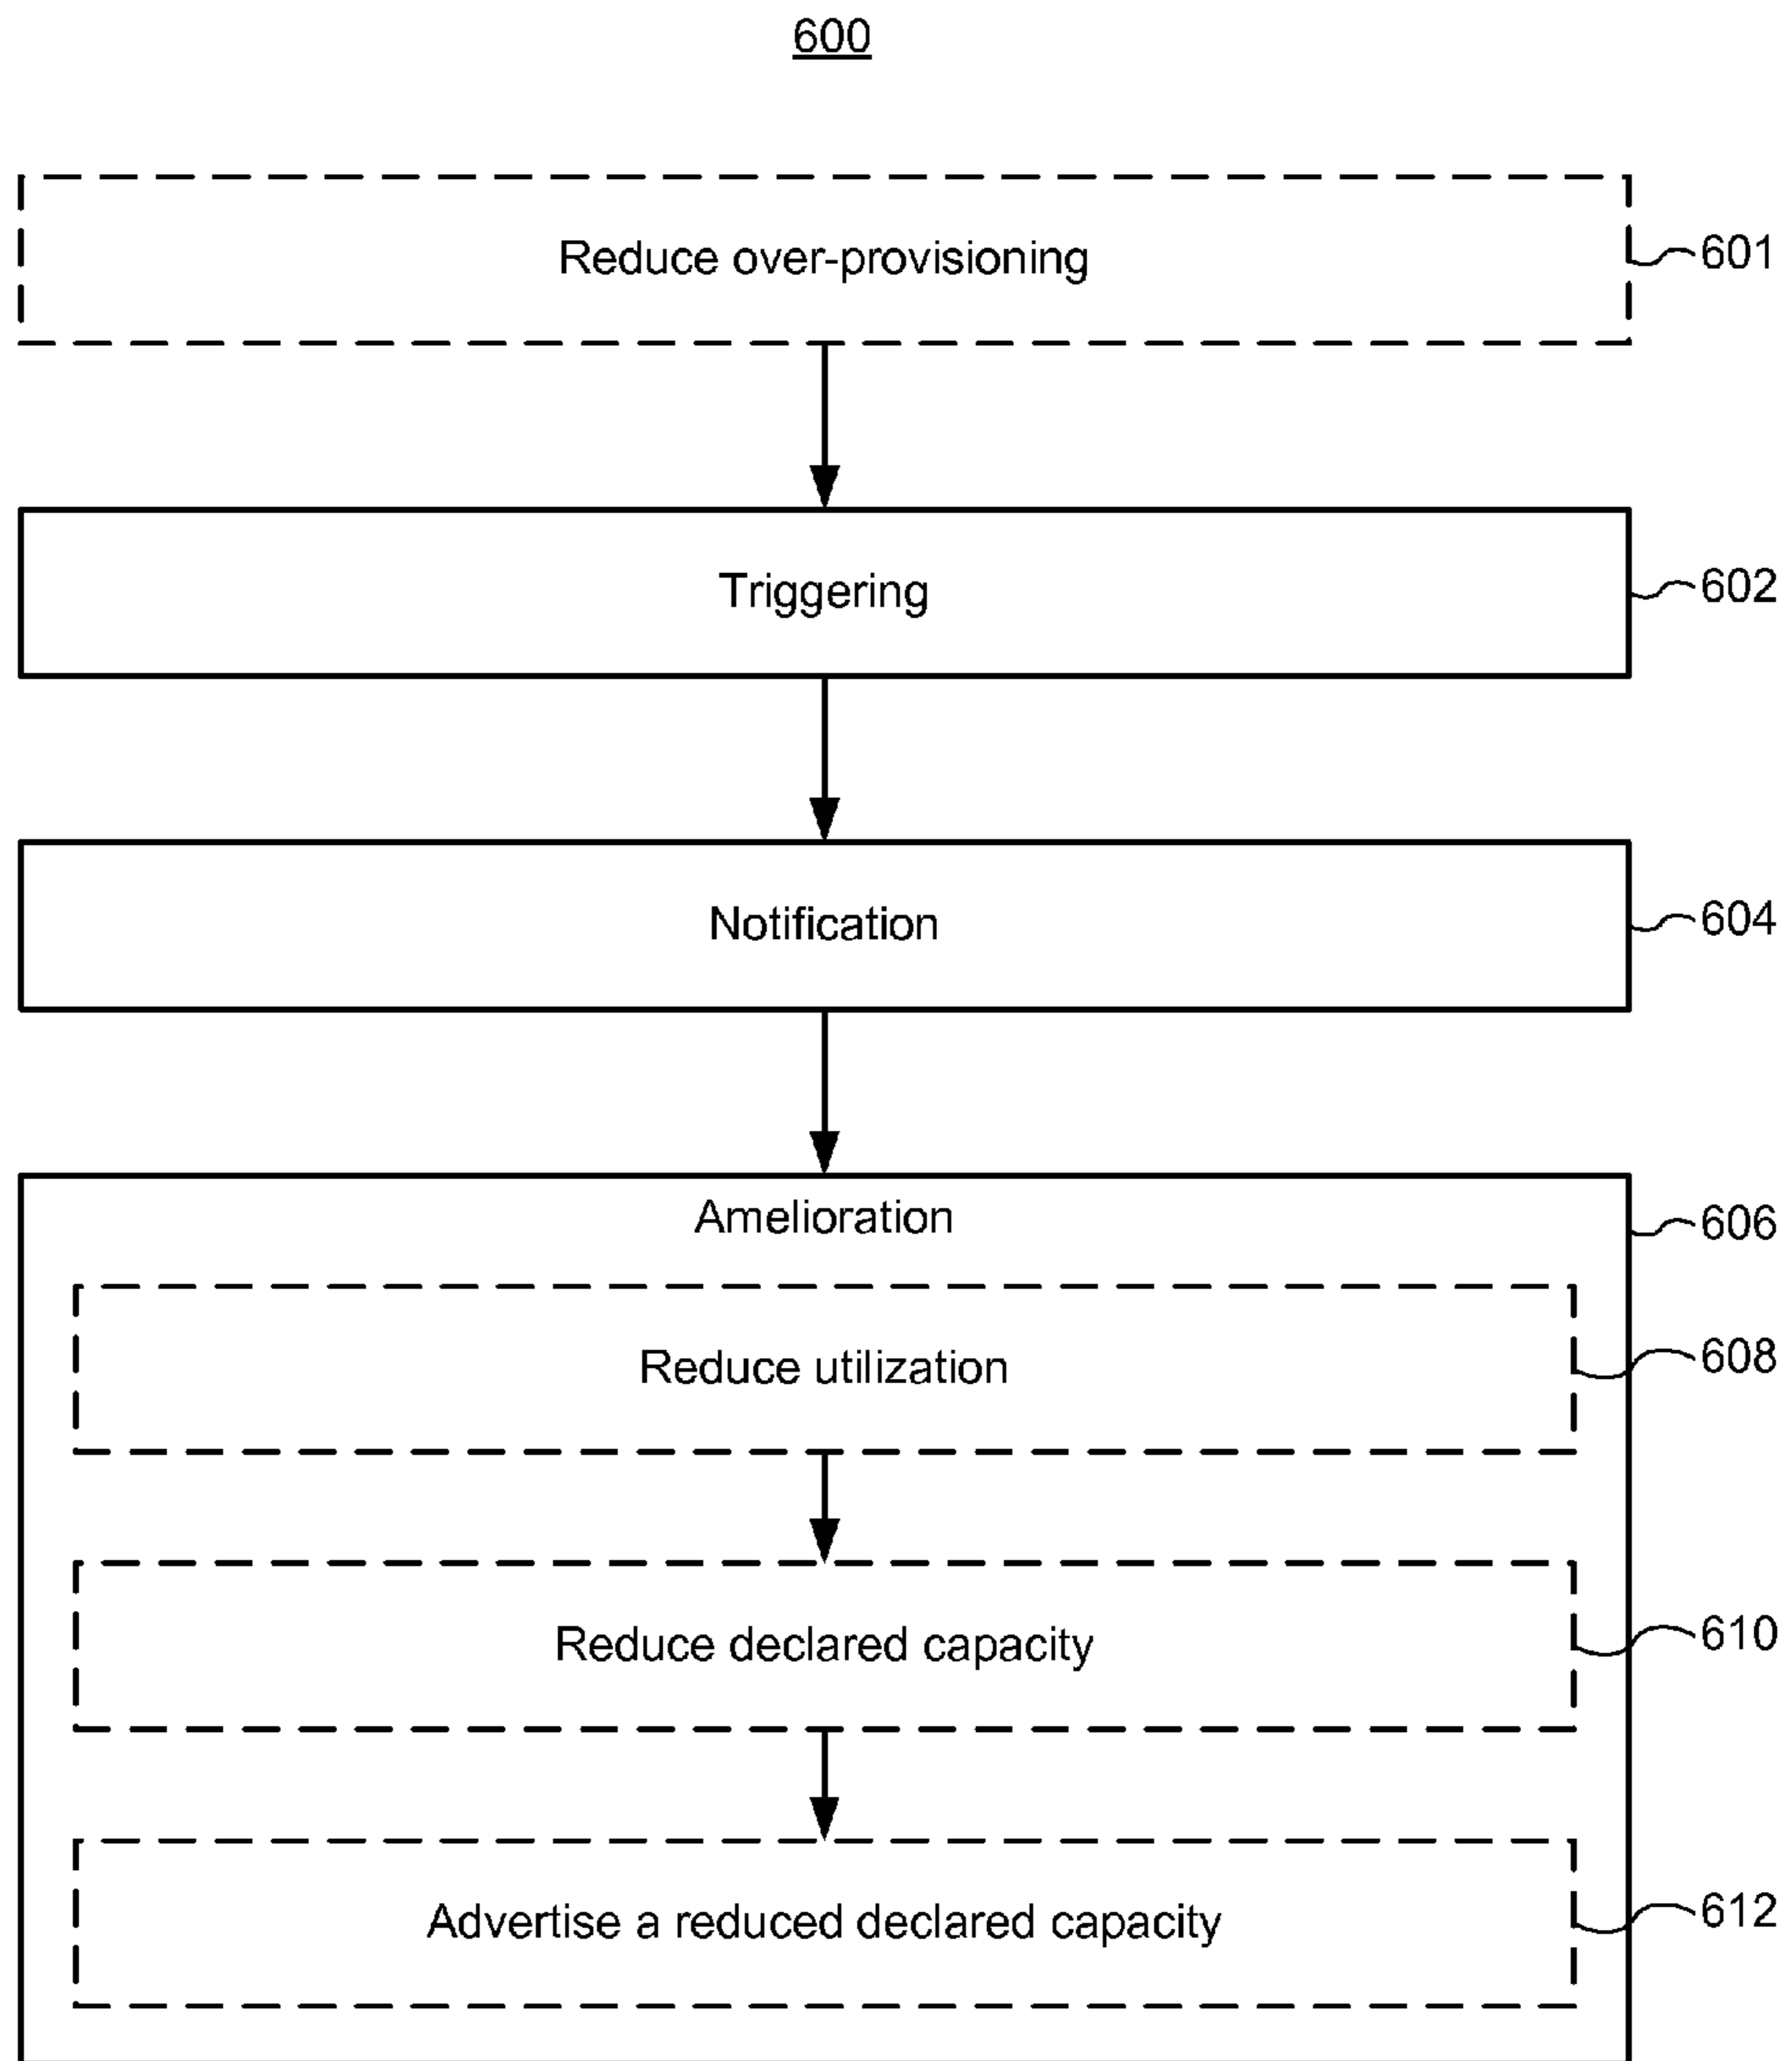 600
Reduce over-provisioning
601
Triggering
602
Notification
604
Amelioration
606
Reduce utilization
608
Reduce declared capacity
610
Advertise a reduced declared capacity
612